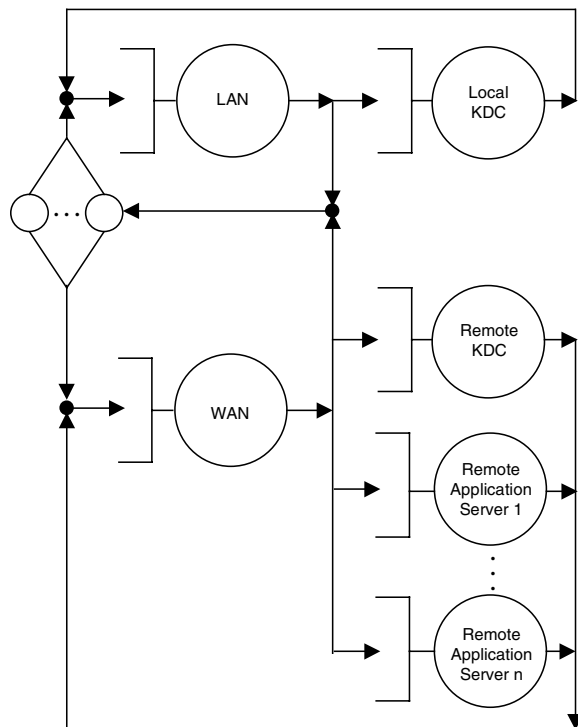 LAN
Local
KDC
...
Remote
KDC
WAN
Remote
Application
Server 1
Remote
Application
Server n